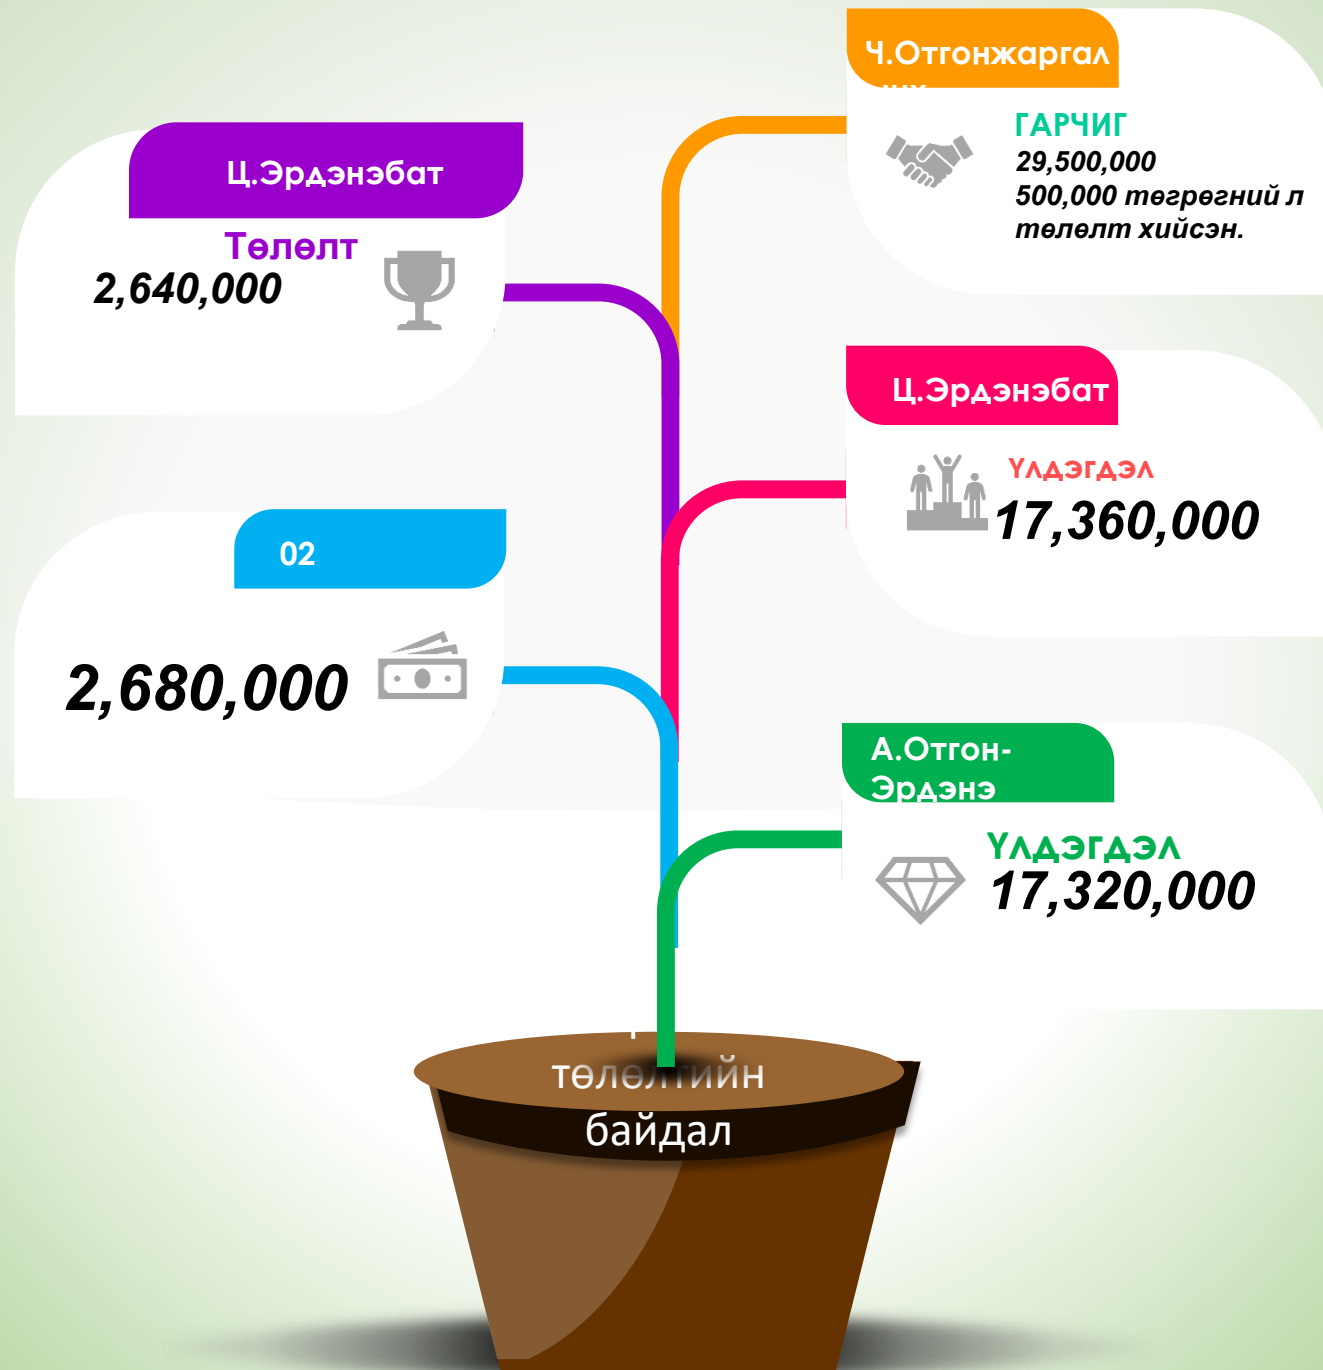 Ч.Отгонжаргал
ГАРЧИГ
29,500,000
500,000 төгрөгний л
төлөлт хийсэн.
Ц.Эрдэнэбат
Төлөлт
2,640,000
Ц.Эрдэнэбат
Үлдэгдэл
17,360,000
02
2,680,000
А.Отгон-
Эрдэнэ
Үлдэгдэл
17,320,000
төлөлтийн
байдал